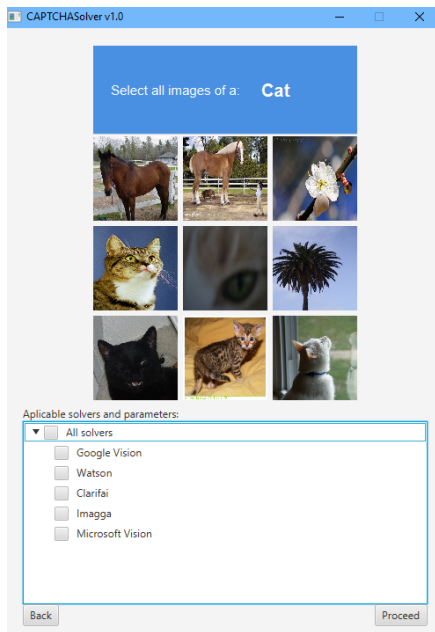 CAPTCHASolver v1.0
Select all images of a: Cat
Aplicable solvers and parameters:
All solvers
Google Vision
Watson
Clarifai
Imagga
Microsoft Vision
Back Proceed